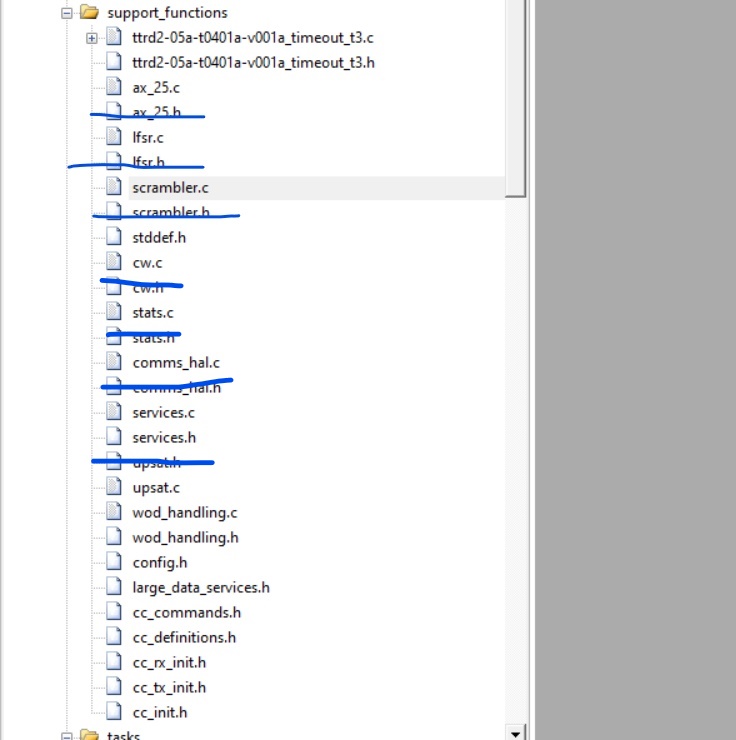 support_functions
ttrd2-05a-t0401a-v001a_timeout_t3.c
ttrd2-05a-t0401a-v001a_timeout_t3.h
ax_25.c
ax_25.h
lfsr.c
lfsr.h
scrambler.c
scrambler.h
stddef.h
cw.c
cw.h
stats.c
stats.h
comms_hal.c
comms_hal.h
services.c
services.h
upsat.h
upsat.c
wod_handling.c
wod_handling.h
config.h
large_data_services.h
cc_commands.h
cc_definitions.h
cc_rx_init.h
cc_tx_init.h
cc_init.h
tasks